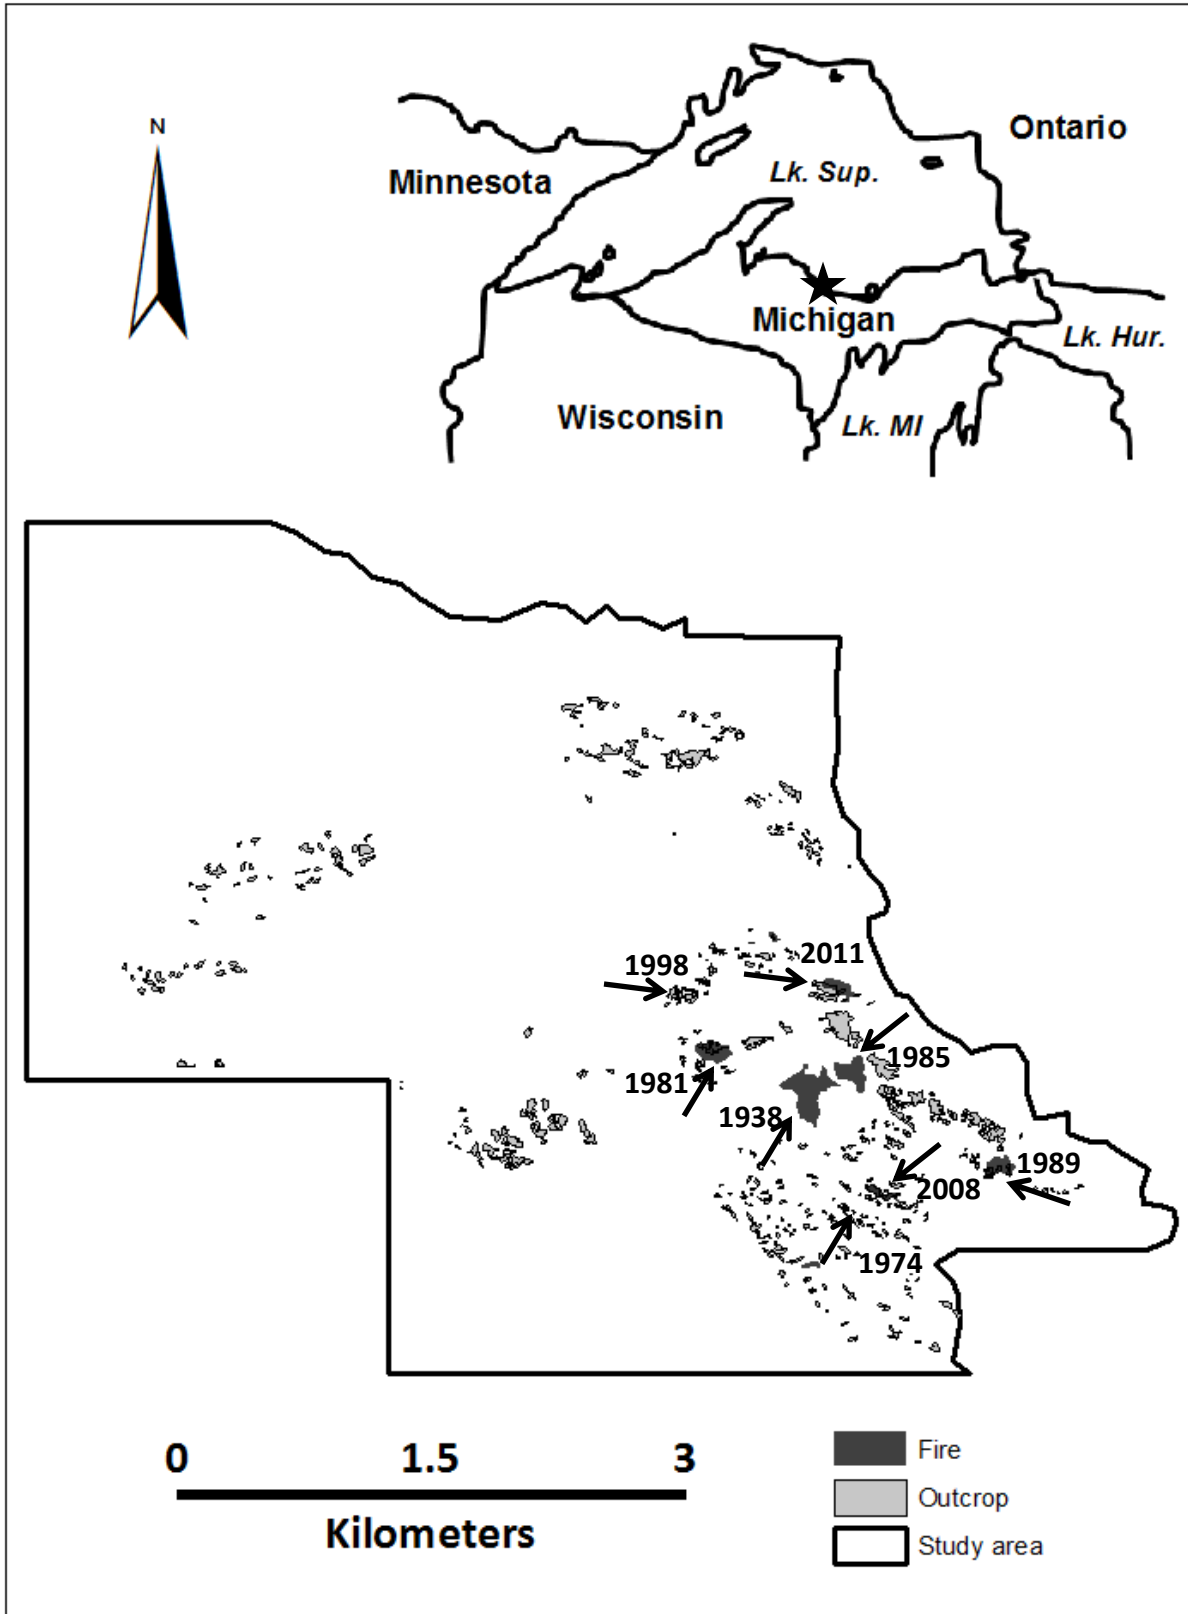 N
Ontario
Minnesota
Lk. Sup.
Michigan
Lk. Hur.
Wisconsin
Lk. MI
2011
1998
1985
1981
1938
1989
2008
1974
0 1.5 3
Kilometers
Fire
Outcrop
Study area